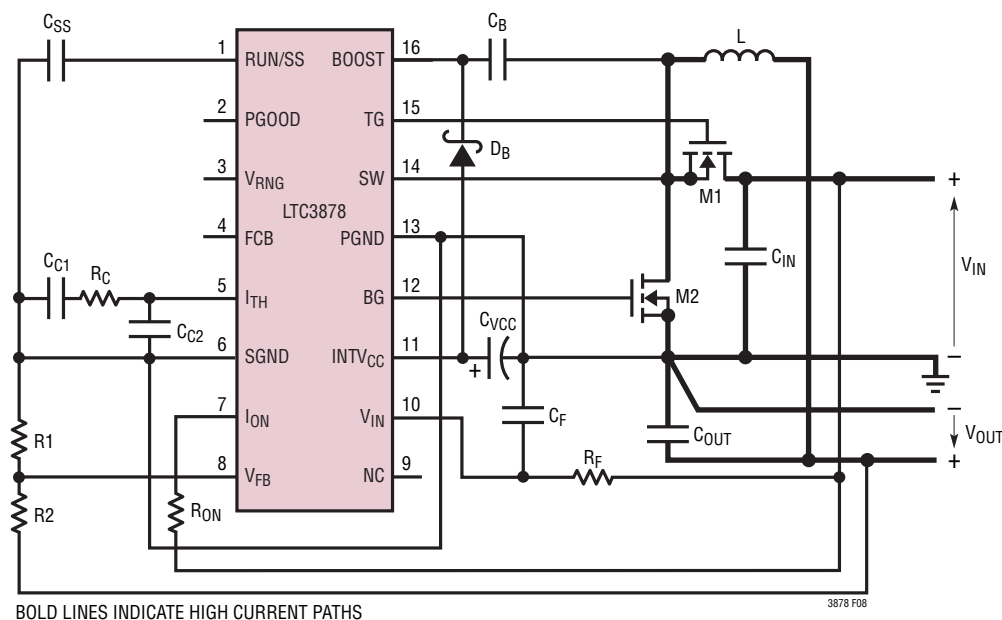 CSS
CB
L
1
RUN/SS
BOOST
16
2
PGOOD
TG
15
DB
3
VRNG
SW
14
M1
LTC3878
4
FCB
PGND
13
CIN
VIN
+
–
CC1
RC
5
ITH
BG
12
M2
CC2
CVCC
+
6
SGND
INTVCC
11
7
ION
VIN
10
CF
COUT
–
VOUT
+
R1
8
VFB
NC
9
RF
R2
RON
BOLD LINES INDICATE HIGH CURRENT PATHS
3878 F08